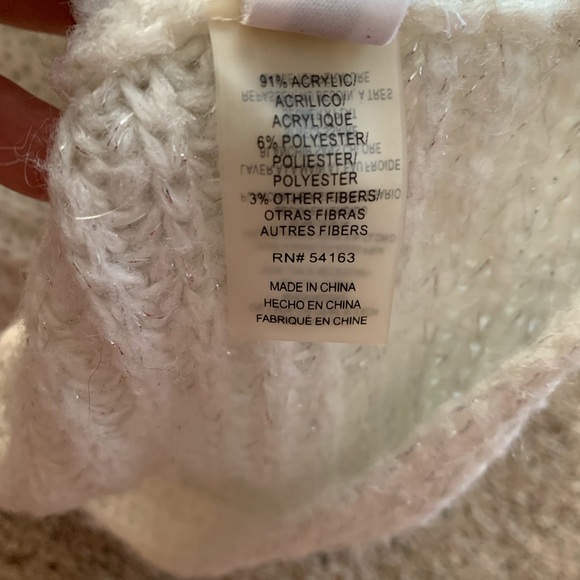 91% ACRYLIC/
ACRILICO/
ACRYLIQUE
6% POLYESTER/
POLIESTER/
POLYESTER
3% OTHER FIBERS/
OTRAS FIBRAS
AUTRES FIBERS
RN# 54163
MADE IN CHINA
HECHO EN CHINA
FABRIQUE EN CHINE